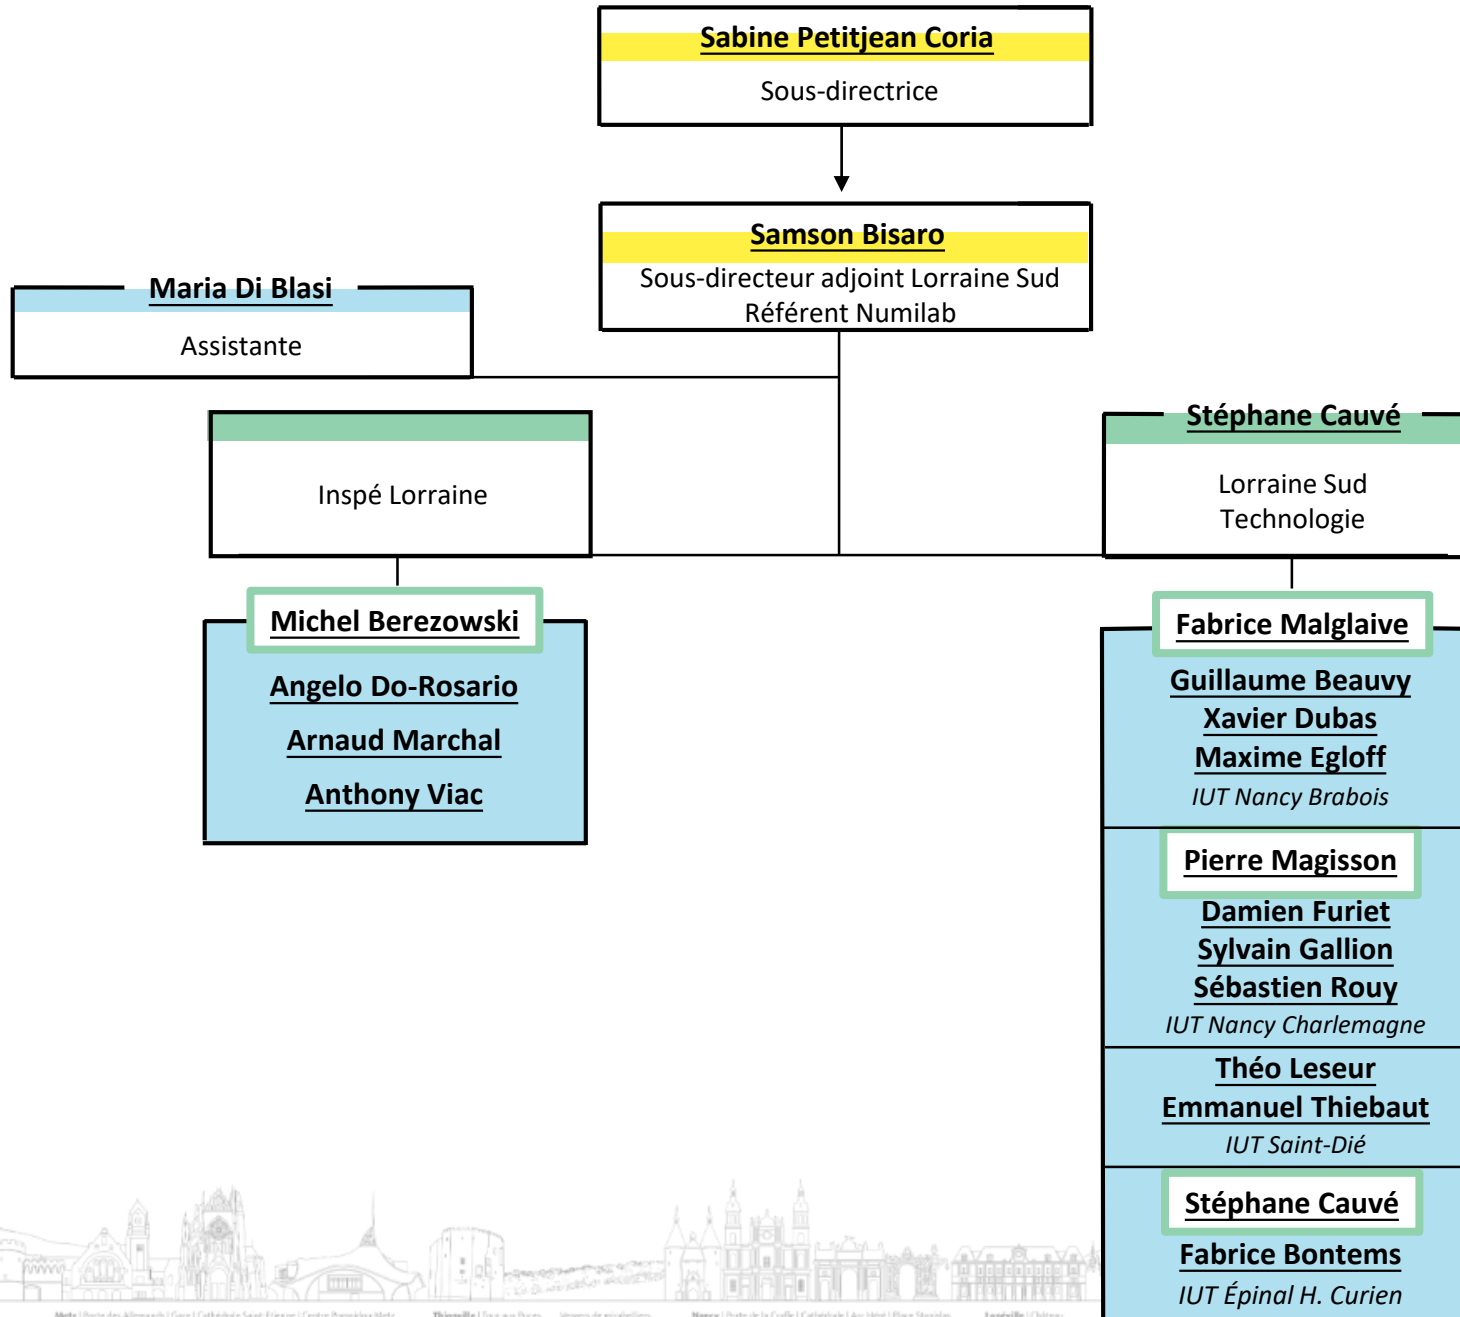 Sabine Petitjean Coria
Sous-directrice
Samson Bisaro
Sous-directeur adjoint Lorraine Sud
Référent Numilab
Maria Di Blasi
Assistante
Inspé Lorraine
Michel Berezowski
Angelo Do-Rosario
Arnaud Marchal
Anthony Viac
Stéphane Cauvé
Lorraine Sud
Technologie
Fabrice Malglaive
Guillaume Beauvy
Xavier Dubas
Maxime Egloff
IUT Nancy Brabois
Pierre Magisson
Damien Furiet
Sylvain Gallion
Sébastien Rouy
IUT Nancy Charlemagne
Théo Leseur
Emmanuel Thiebaut
IUT Saint-Dié
Stéphane Cauvé
Fabrice Bontems
IUT Épinal H. Curien